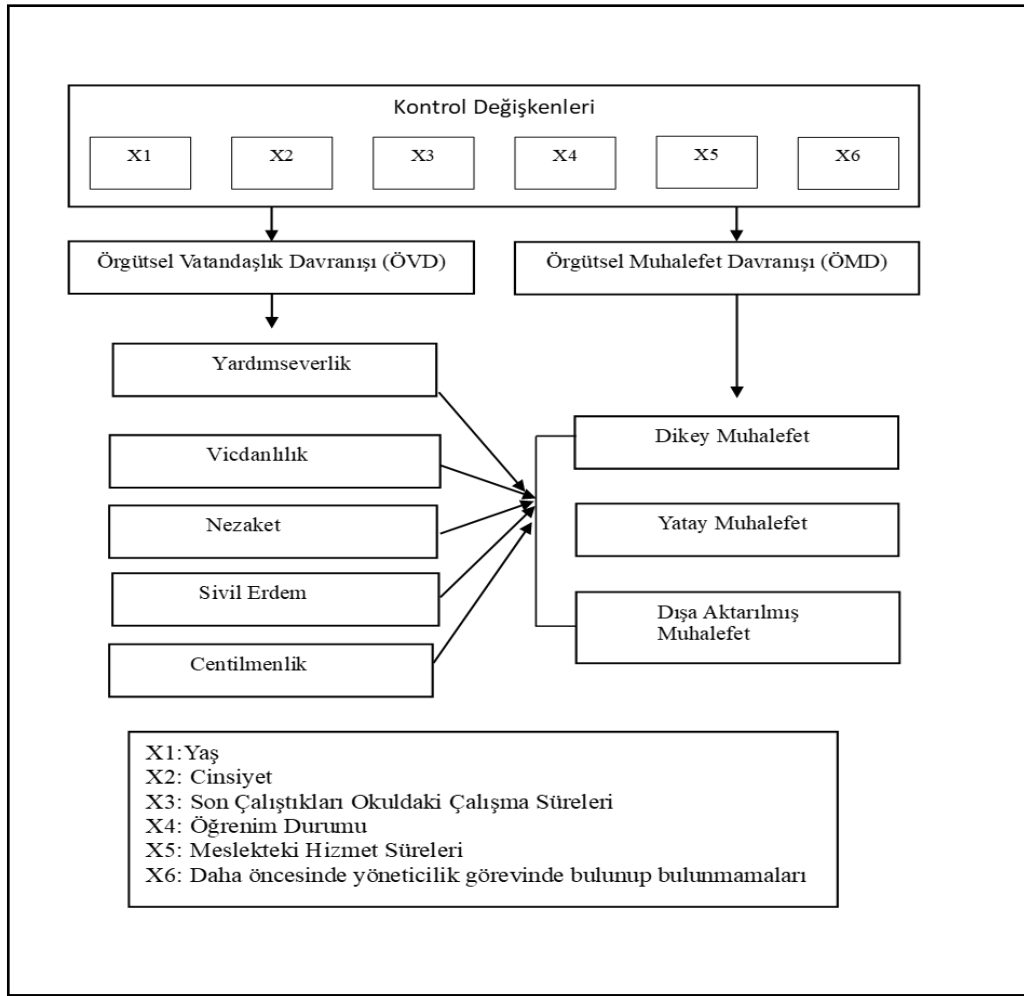 Kontrol Değişkenleri
X1 X2 X3 X4 X5 X6
Örgütsel Vatandaşlık Davranışı (ÖVD)
Örgütsel Muhalefet Davranışı (ÖMD)
Yardımseverlik
Vicdanlılık
Nezaket
Sivil Erdem
Centilmenlik
Dikey Muhalefet
Yatay Muhalefet
Dışa Aktarılmış
Muhalefet
X1:Yaş
X2: Cinsiyet
X3: Son Çalıştıkları Okuldaki Çalışma Süreleri
X4: Öğrenim Durumu
X5: Meslekteki Hizmet Süreleri
X6: Daha öncesinde yöneticilik görevinde bulunup bulunmamaları